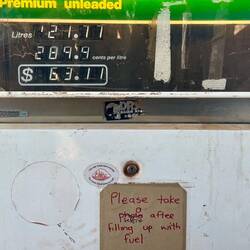 Premium unleaded
Litres 21.77
289.9 cents per litre
$ 63.11
Please take
a
photo after
filling up with
fuel